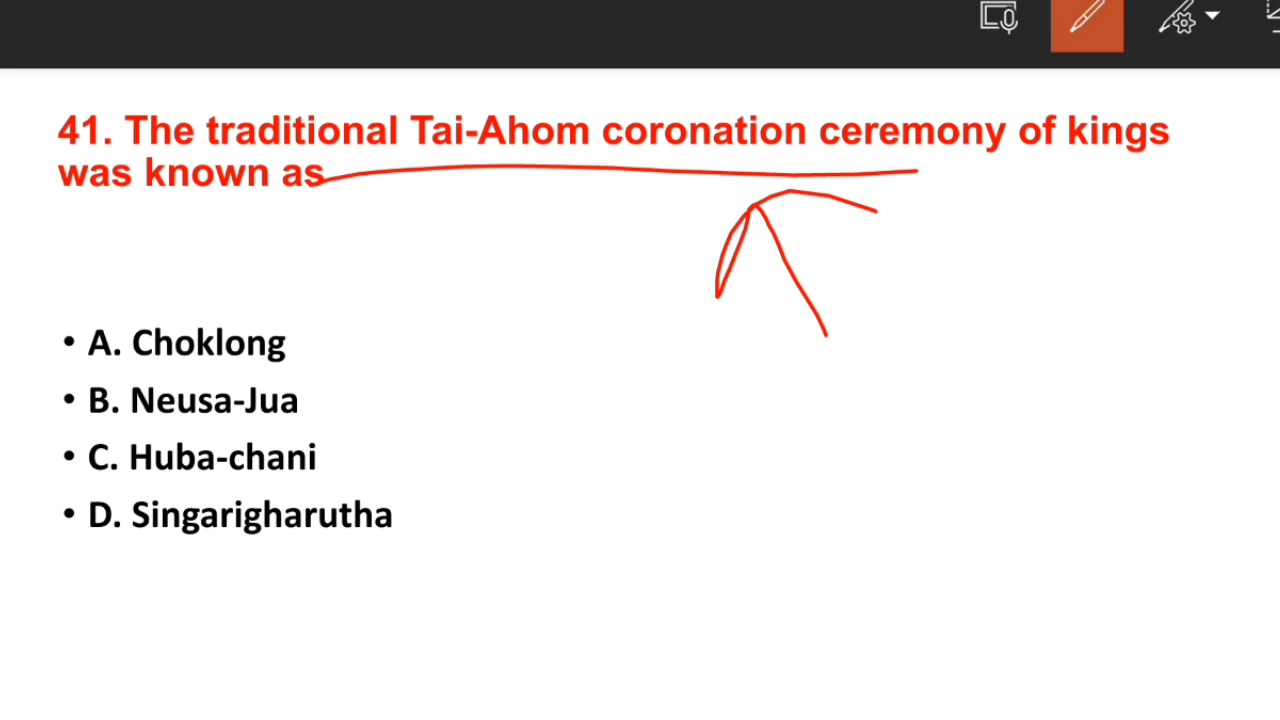 41. The traditional Tai-Ahom coronation ceremony of kings
was known as
• A. Choklong
• B. Neusa-Jua
• C. Huba-chani
• D. Singarigharutha